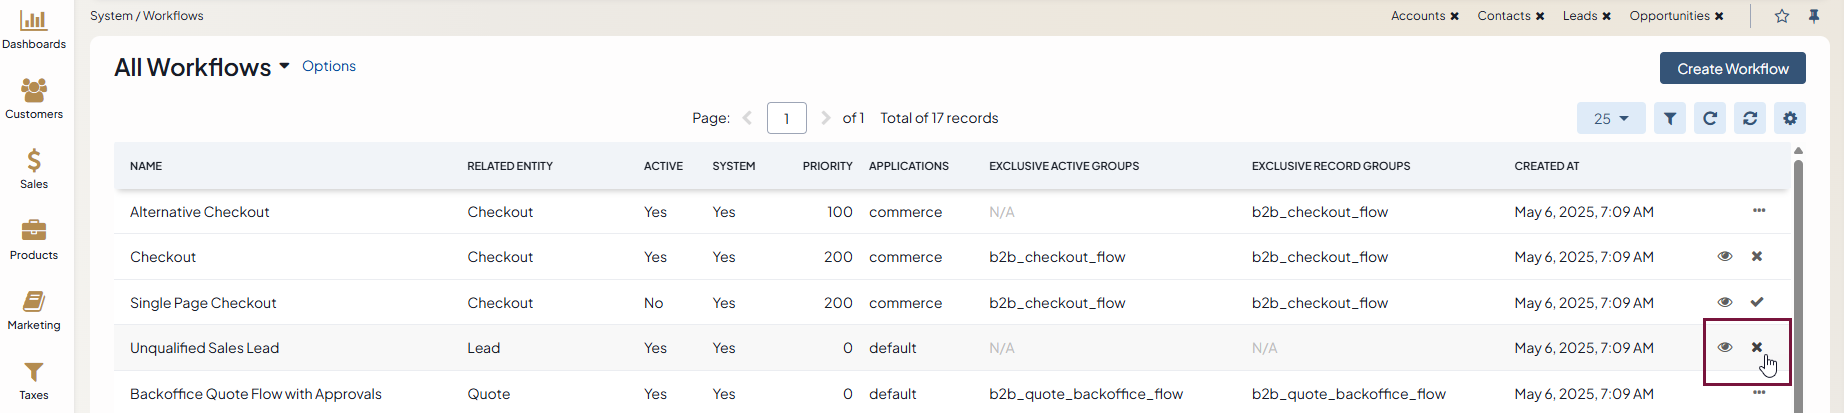 System / Workflows
Accounts ✖ Contacts ✖ Leads ✖ Opportunities ✖
Dashboards
Customers
Sales
Products
Marketing
Taxes
All Workflows Options
Create Workflow
Page: 1 of 1 Total of 17 records
25
NAME RELATED ENTITY ACTIVE SYSTEM PRIORITY APPLICATIONS EXCLUSIVE ACTIVE GROUPS EXCLUSIVE RECORD GROUPS CREATED AT
Alternative Checkout Checkout Yes Yes 100 commerce N/A b2b_checkout_flow May 6, 2025, 7:09 AM ...
Checkout Checkout Yes Yes 200 commerce b2b_checkout_flow b2b_checkout_flow May 6, 2025, 7:09 AM
Single Page Checkout Checkout No Yes 200 commerce b2b_checkout_flow b2b_checkout_flow May 6, 2025, 7:09 AM
Unqualified Sales Lead Lead Yes Yes 0 default N/A N/A May 6, 2025, 7:09 AM
Backoffice Quote Flow with Approvals Quote Yes Yes 0 default b2b_quote_backoffice_flow b2b_quote_backoffice_flow May 6, 2025, 7:09 AM ...